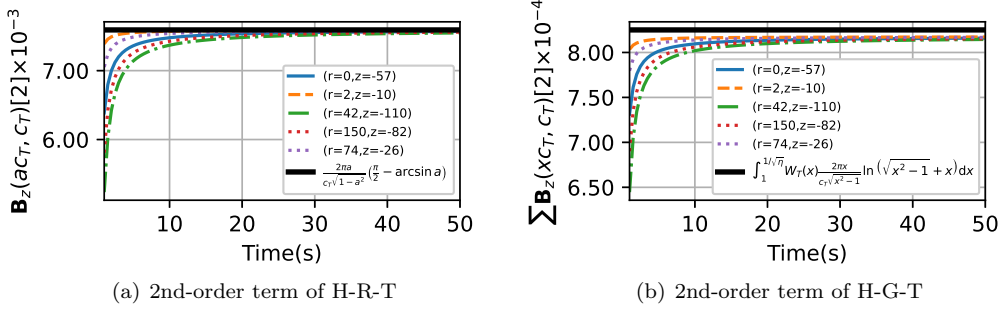 B_z(ac_T, c_T)[2]×10⁻³
7.00
6.00
(r=0,z=-57)
(r=2,z=-10)
(r=42,z=-110)
(r=150,z=-82)
(r=74,z=-26)
2πa/(c_T√(1−a²)) (π/2 − arcsin a)
10 20 30 40 50
Time(s)
(a) 2nd-order term of H-R-T
∑B_z(xc_T, c_T)[2]×10⁻⁴
8.00
7.50
7.00
6.50
(r=0,z=-57)
(r=2,z=-10)
(r=42,z=-110)
(r=150,z=-82)
(r=74,z=-26)
∫₁^{1/√η} W_T(x) 2πx/(c_T√(x²−1)) ln(√(x²−1)+x)dx
10 20 30 40 50
Time(s)
(b) 2nd-order term of H-G-T